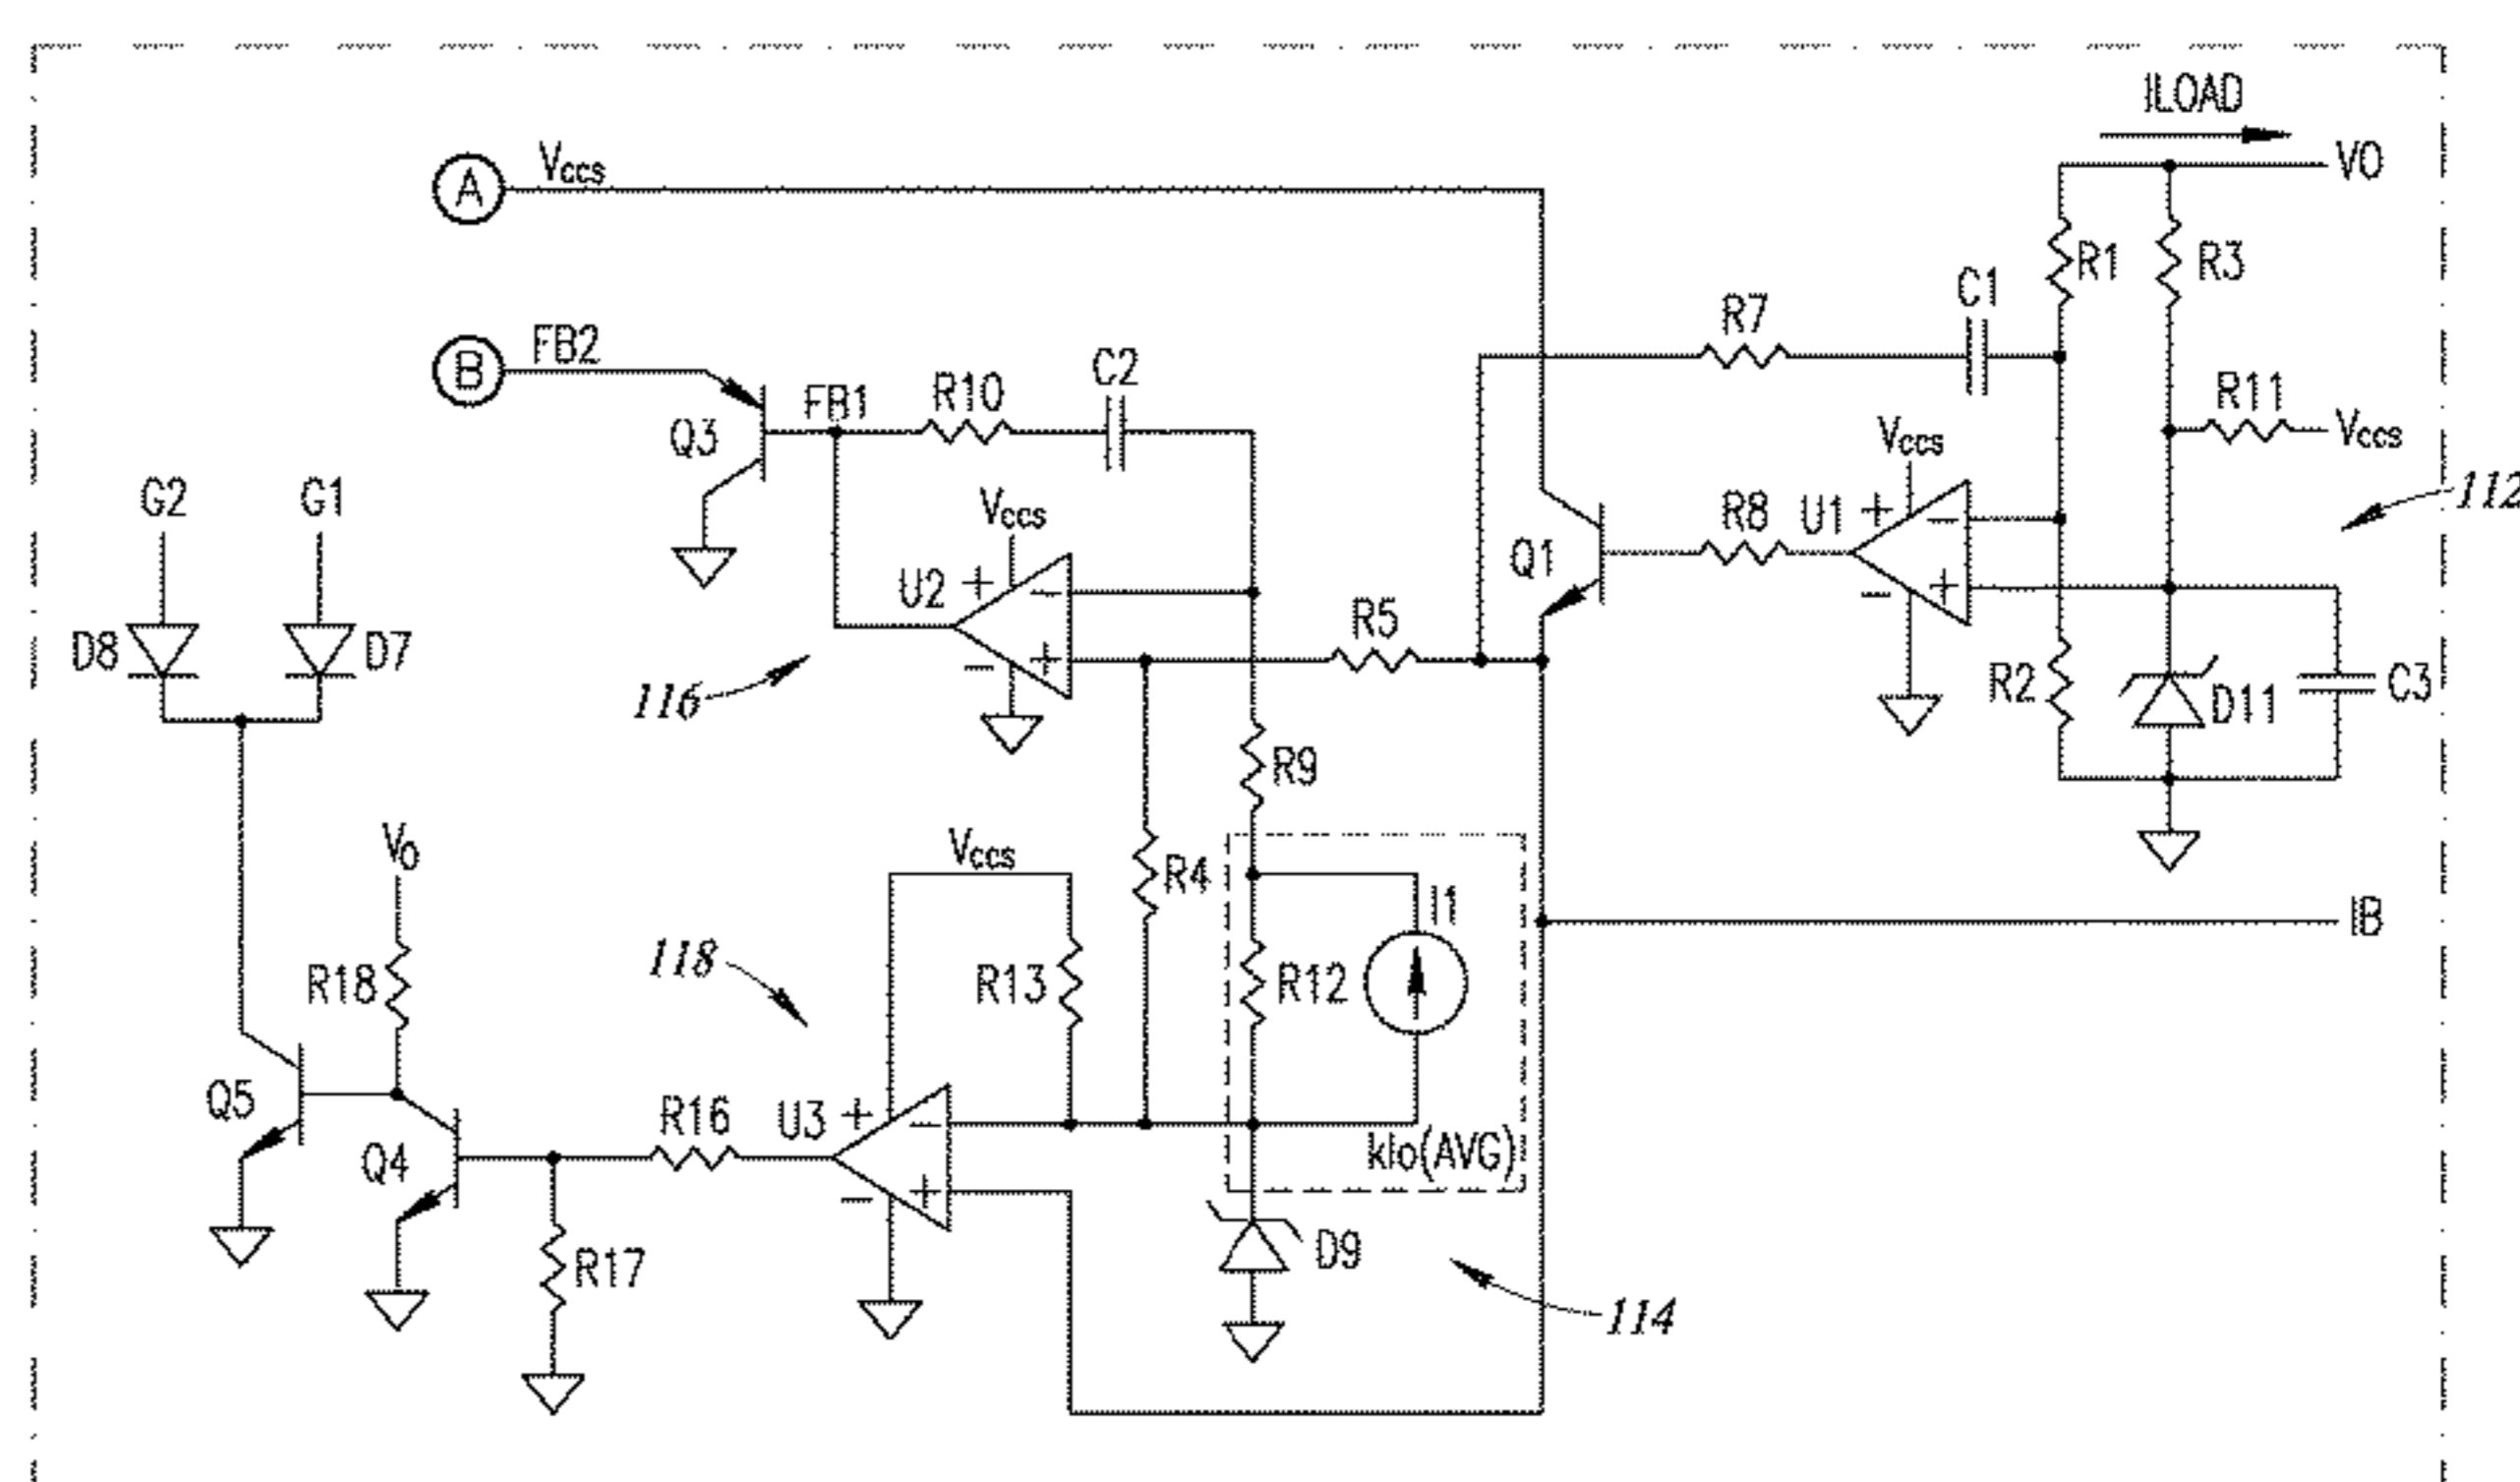 ILOAD
A
Vccs
VO
R1
R3
C1
R7
B
FB2
FB1
R10
C2
R11
Vccs
Q3
Vccs
112
G2
G1
Vccs
R8
U1
+
−
Q1
U2
+
−
R5
+
−
+
−
D8
D7
116
R2
D11
C3
R9
VO
Vccs
R4
I1
IB
118
R18
R13
R12
Q5
R16
U3
+
−
kIo(AVG)
Q4
−
+
R17
D9
114